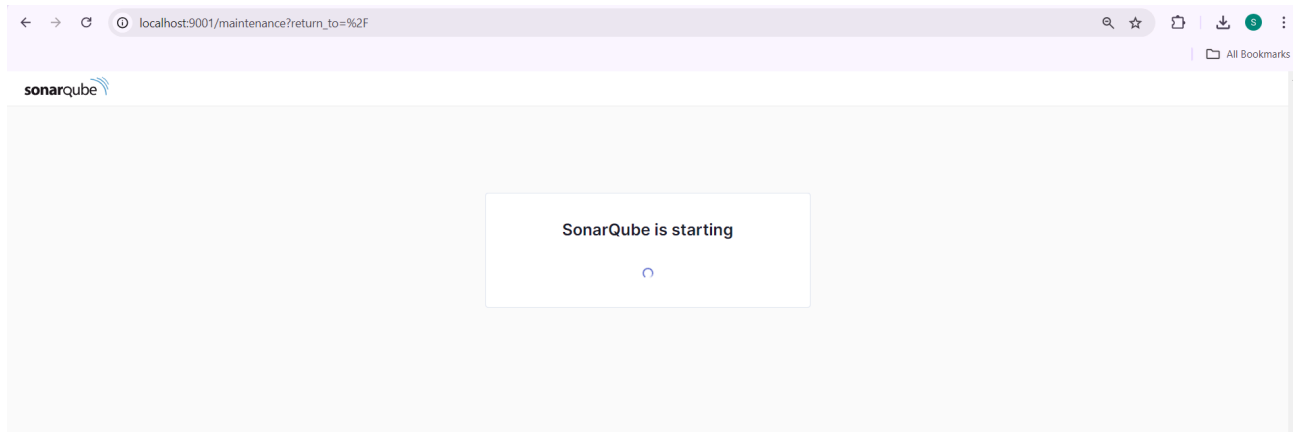 localhost:9001/maintenance?return_to=%2F
S
All Bookmarks
sonarqube
SonarQube is starting